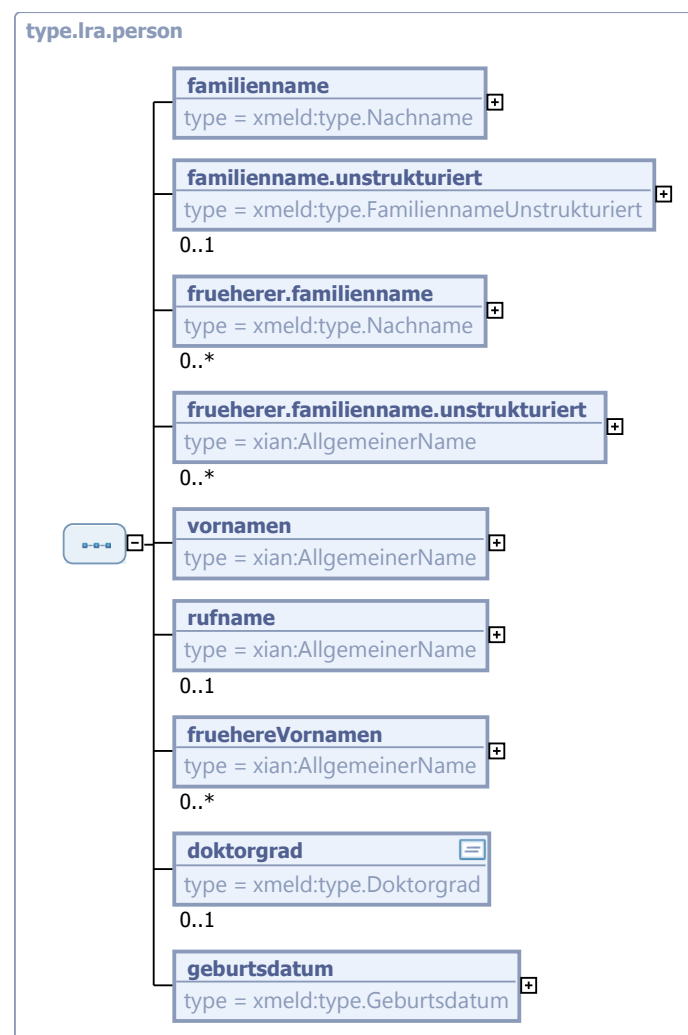 type.lra.person
familienname
type = xmeld:type.Nachname
familienname.unstrukturiert
type = xmeld:type.FamiliennameUnstrukturiert
0..1
frueherer.familienname
type = xmeld:type.Nachname
0..*
frueherer.familienname.unstrukturiert
type = xian:AllgemeinerName
0..*
vornamen
type = xian:AllgemeinerName
rufname
type = xian:AllgemeinerName
0..1
fruehereVornamen
type = xian:AllgemeinerName
0..*
doktorgrad
type = xmeld:type.Doktorgrad
0..1
geburtsdatum
type = xmeld:type.Geburtsdatum